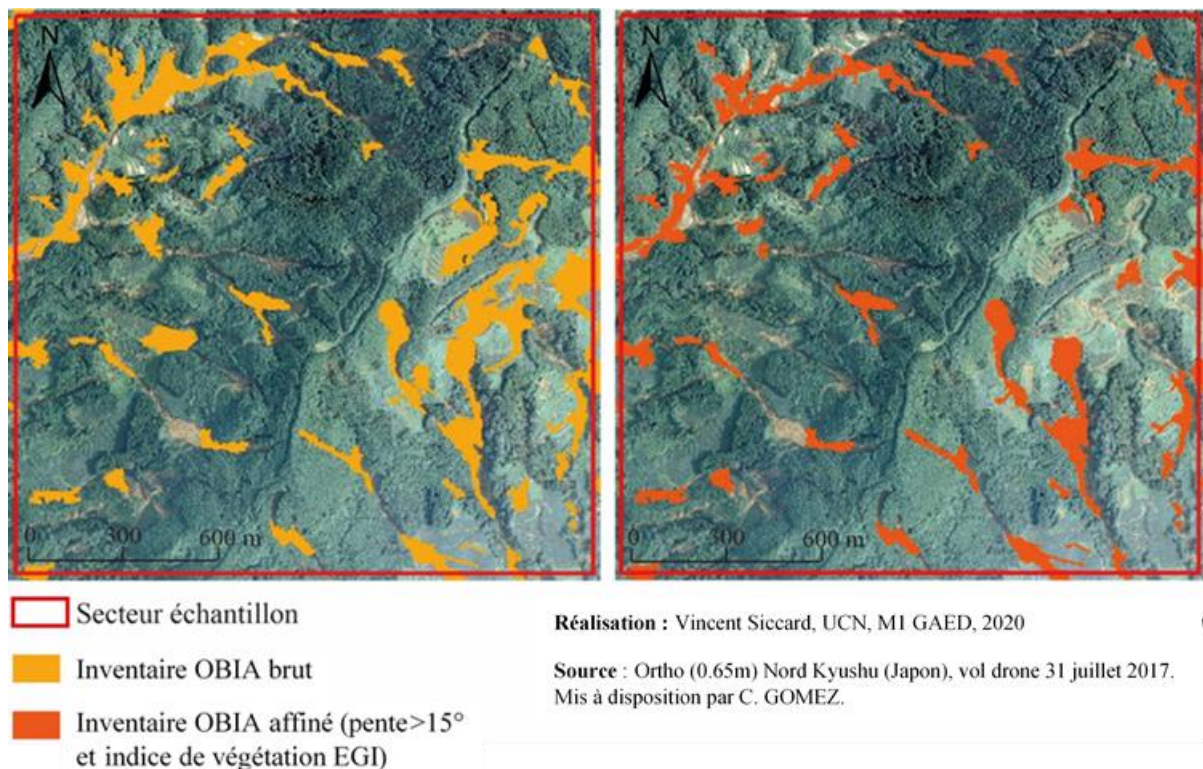 N
N
0 300 600 m
0 300 600 m
Secteur échantillon
Inventaire OBIA brut
Inventaire OBIA affiné (pente>15°
et indice de végétation EGI)
Réalisation : Vincent Siccard, UCN, M1 GAED, 2020
Source : Ortho (0.65m) Nord Kyushu (Japon), vol drone 31 juillet 2017.
Mis à disposition par C. GOMEZ.